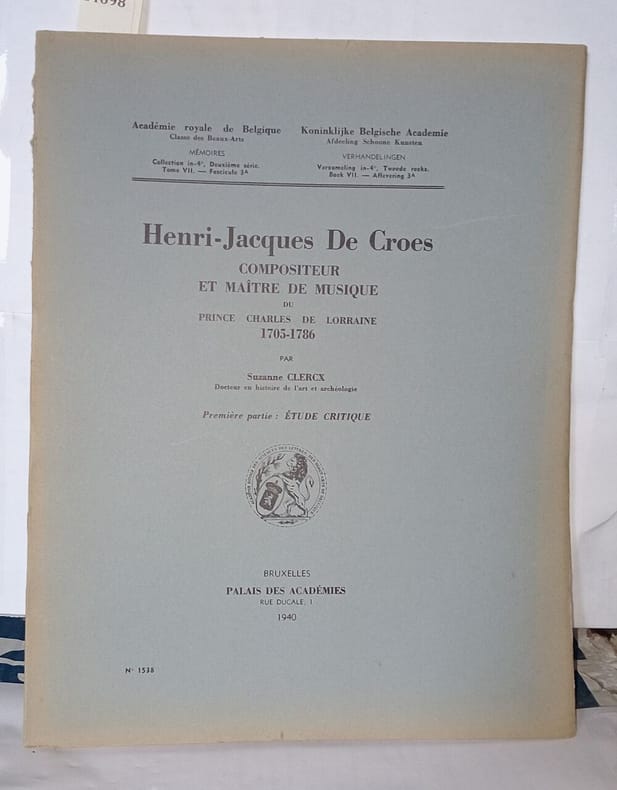 1698
Académie royale de Belgique
Classe des Beaux-Arts
MÉMOIRES
Collection in-4°, Deuxième série.
Tome VII. — Fascicule 3ᴬ
Koninklijke Belgische Academie
Afdeeling Schoone Kunsten
VERHANDELINGEN
Verzameling in-4°, Tweede reeks.
Boek VII. — Aflevering 3ᴬ
Henri-Jacques De Croes
COMPOSITEUR
ET MAÎTRE DE MUSIQUE
DU
PRINCE CHARLES DE LORRAINE
1705-1786
PAR
Suzanne CLERCX
Docteur en histoire de l'art et archéologie
Première partie : ÉTUDE CRITIQUE
BRUXELLES
PALAIS DES ACADÉMIES
RUE DUCALE, 1
1940
N° 1538